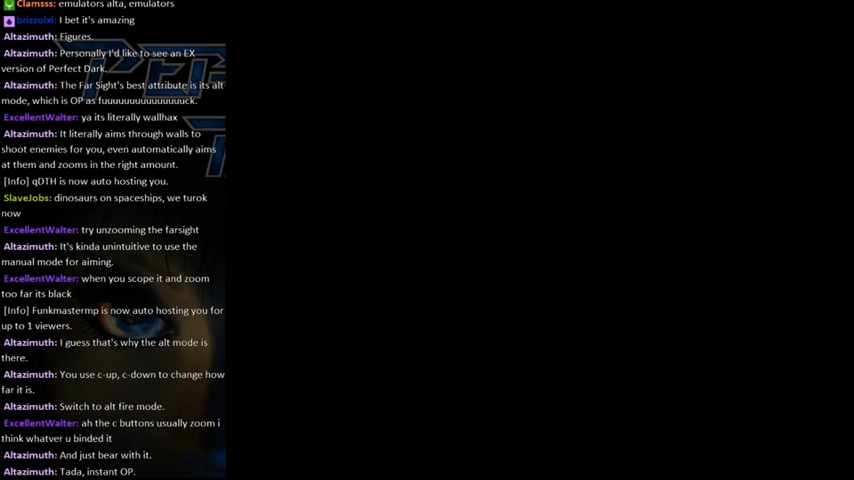 Clamsss: emulators alta, emulators
brizzolxl: I bet it's amazing
Altazimuth: Figures.
Altazimuth: Personally I'd like to see an EX
version of Perfect Dark.
Altazimuth: The Far Sight's best attribute is its alt
mode, which is OP as fuuuuuuuuuuuuuuuck.
ExcellentWalter: ya its literally wallhax
Altazimuth: It literally aims through walls to
shoot enemies for you, even automatically aims
at them and zooms in the right amount.
[Info] qDTH is now auto hosting you.
SlaveJobs: dinosaurs on spaceships, we turok
now
ExcellentWalter: try unzooming the farsight
Altazimuth: It's kinda unintuitive to use the
manual mode for aiming.
ExcellentWalter: when you scope it and zoom
too far its black
[Info] Funkmastermp is now auto hosting you for
up to 1 viewers.
Altazimuth: I guess that's why the alt mode is
there.
Altazimuth: You use c-up, c-down to change how
far it is.
Altazimuth: Switch to alt fire mode.
ExcellentWalter: ah the c buttons usually zoom i
think whatver u binded it
Altazimuth: And just bear with it.
Altazimuth: Tada, instant OP.